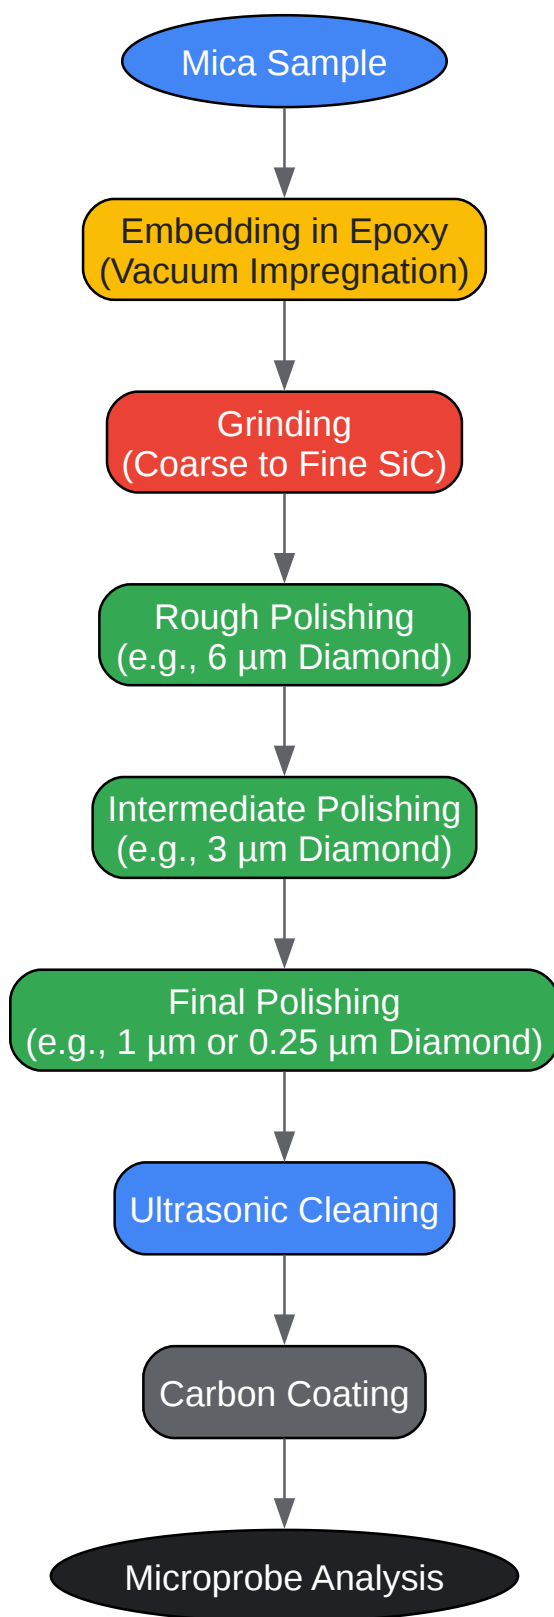 Mica Sample
Embedding in Epoxy
(Vacuum Impregnation)
Grinding
(Coarse to Fine SiC)
Rough Polishing
(e.g., 6 µm Diamond)
Intermediate Polishing
(e.g., 3 µm Diamond)
Final Polishing
(e.g., 1 µm or 0.25 µm Diamond)
Ultrasonic Cleaning
Carbon Coating
Microprobe Analysis